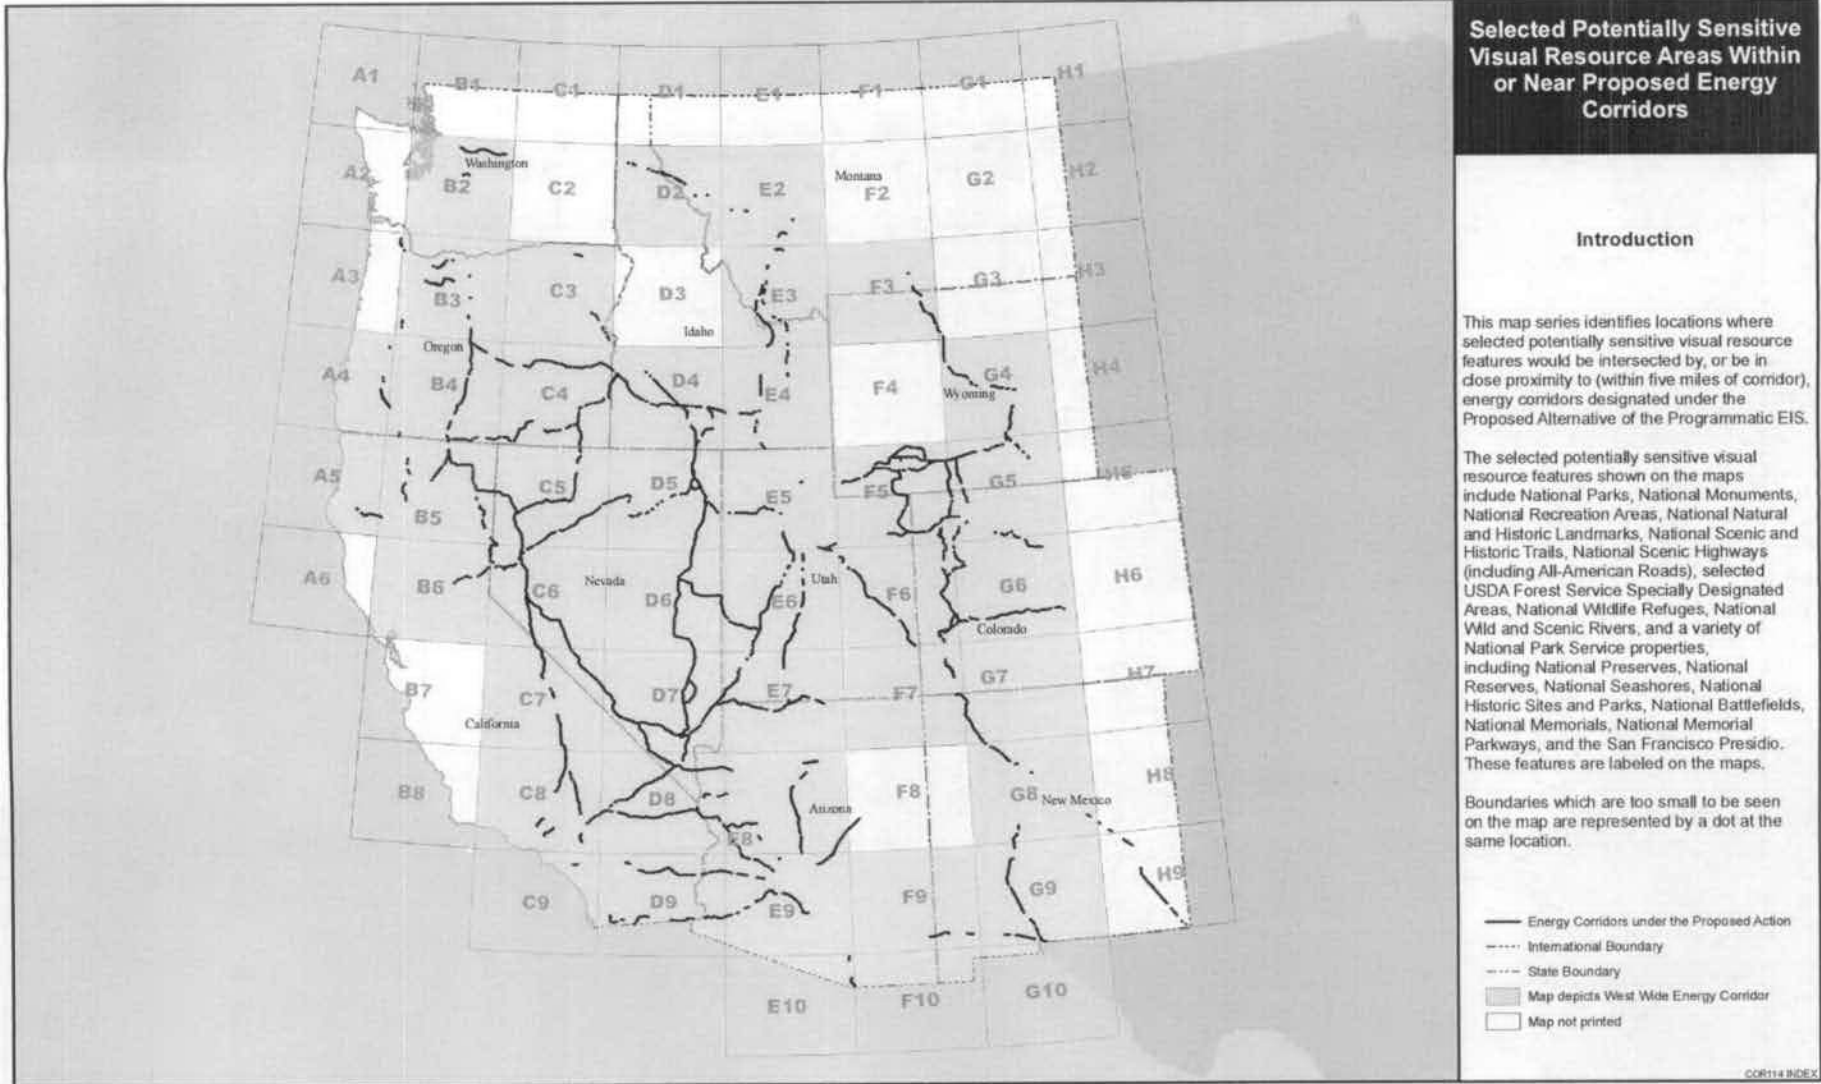 Selected Potentially Sensitive
Visual Resource Areas Within
or Near Proposed Energy
Corridors
Introduction
This map series identifies locations where
selected potentially sensitive visual resource
features would be intersected by, or be in
close proximity to (within five miles of corridor),
energy corridors designated under the
Proposed Alternative of the Programmatic EIS.
The selected potentially sensitive visual
resource features shown on the maps
include National Parks, National Monuments,
National Recreation Areas, National Natural
and Historic Landmarks, National Scenic and
Historic Trails, National Scenic Highways
(including All-American Roads), selected
USDA Forest Service Specially Designated
Areas, National Wildlife Refuges, National
Wild and Scenic Rivers, and a variety of
National Park Service properties,
including National Preserves, National
Reserves, National Seashores, National
Historic Sites and Parks, National Battlefields,
National Memorials, National Memorial
Parkways, and the San Francisco Presidio.
These features are labeled on the maps.
Boundaries which are too small to be seen
on the map are represented by a dot at the
same location.
Energy Corridors under the Proposed Action
International Boundary
State Boundary
Map depicts West Wide Energy Corridor
Map not printed
COR114 INDEX
A1 B1 C1 D1 E1 F1 G1 H1
Washington
Montana
A2 B2 C2 D2 E2 F2 G2 H2
A3 B3 C3 D3 E3 F3 G3 H3
Idaho
Oregon
A4 B4 C4 D4 E4 F4 G4 H4
Wyoming
A5 B5 C5 D5 E5 F5 G5 H5
A6 B6 C6 D6 E6 F6 G6 H6
Nevada
Utah
Colorado
B7 C7 D7 E7 F7 G7 H7
California
B8 C8 D8 E8 F8 G8 H8
Arizona
New Mexico
C9 D9 E9 F9 G9 H9
E10 F10 G10